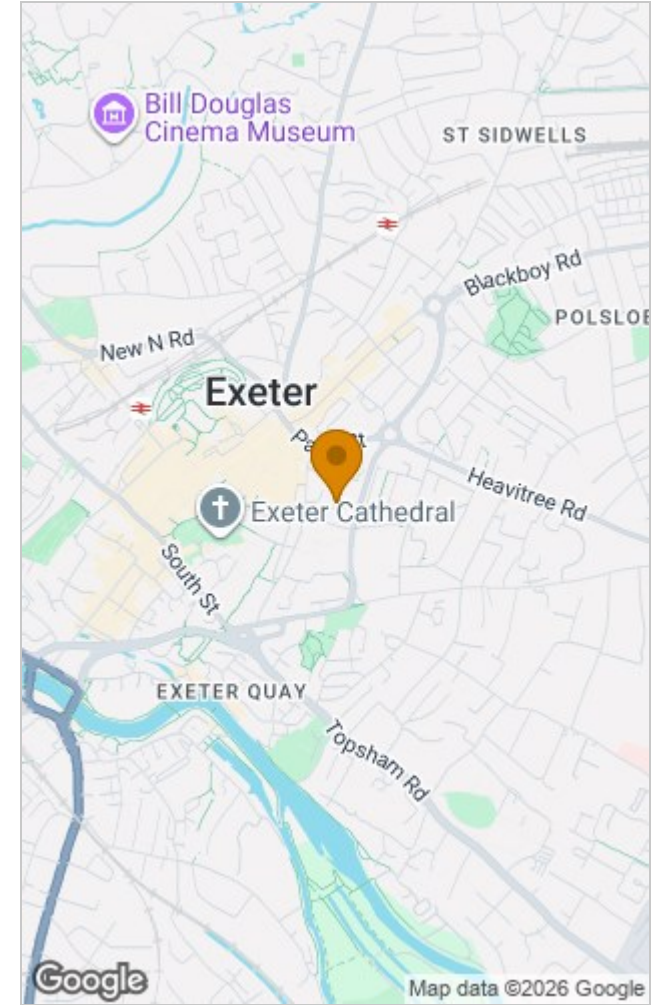 Bill Douglas
Cinema Museum
ST SIDWELLS
Blackboy Rd
POLSLOE
New N Rd
Exeter
Heavitree Rd
Exeter Cathedral
South St
EXETER QUAY
Topsham Rd
Google
Map data ©2026 Google